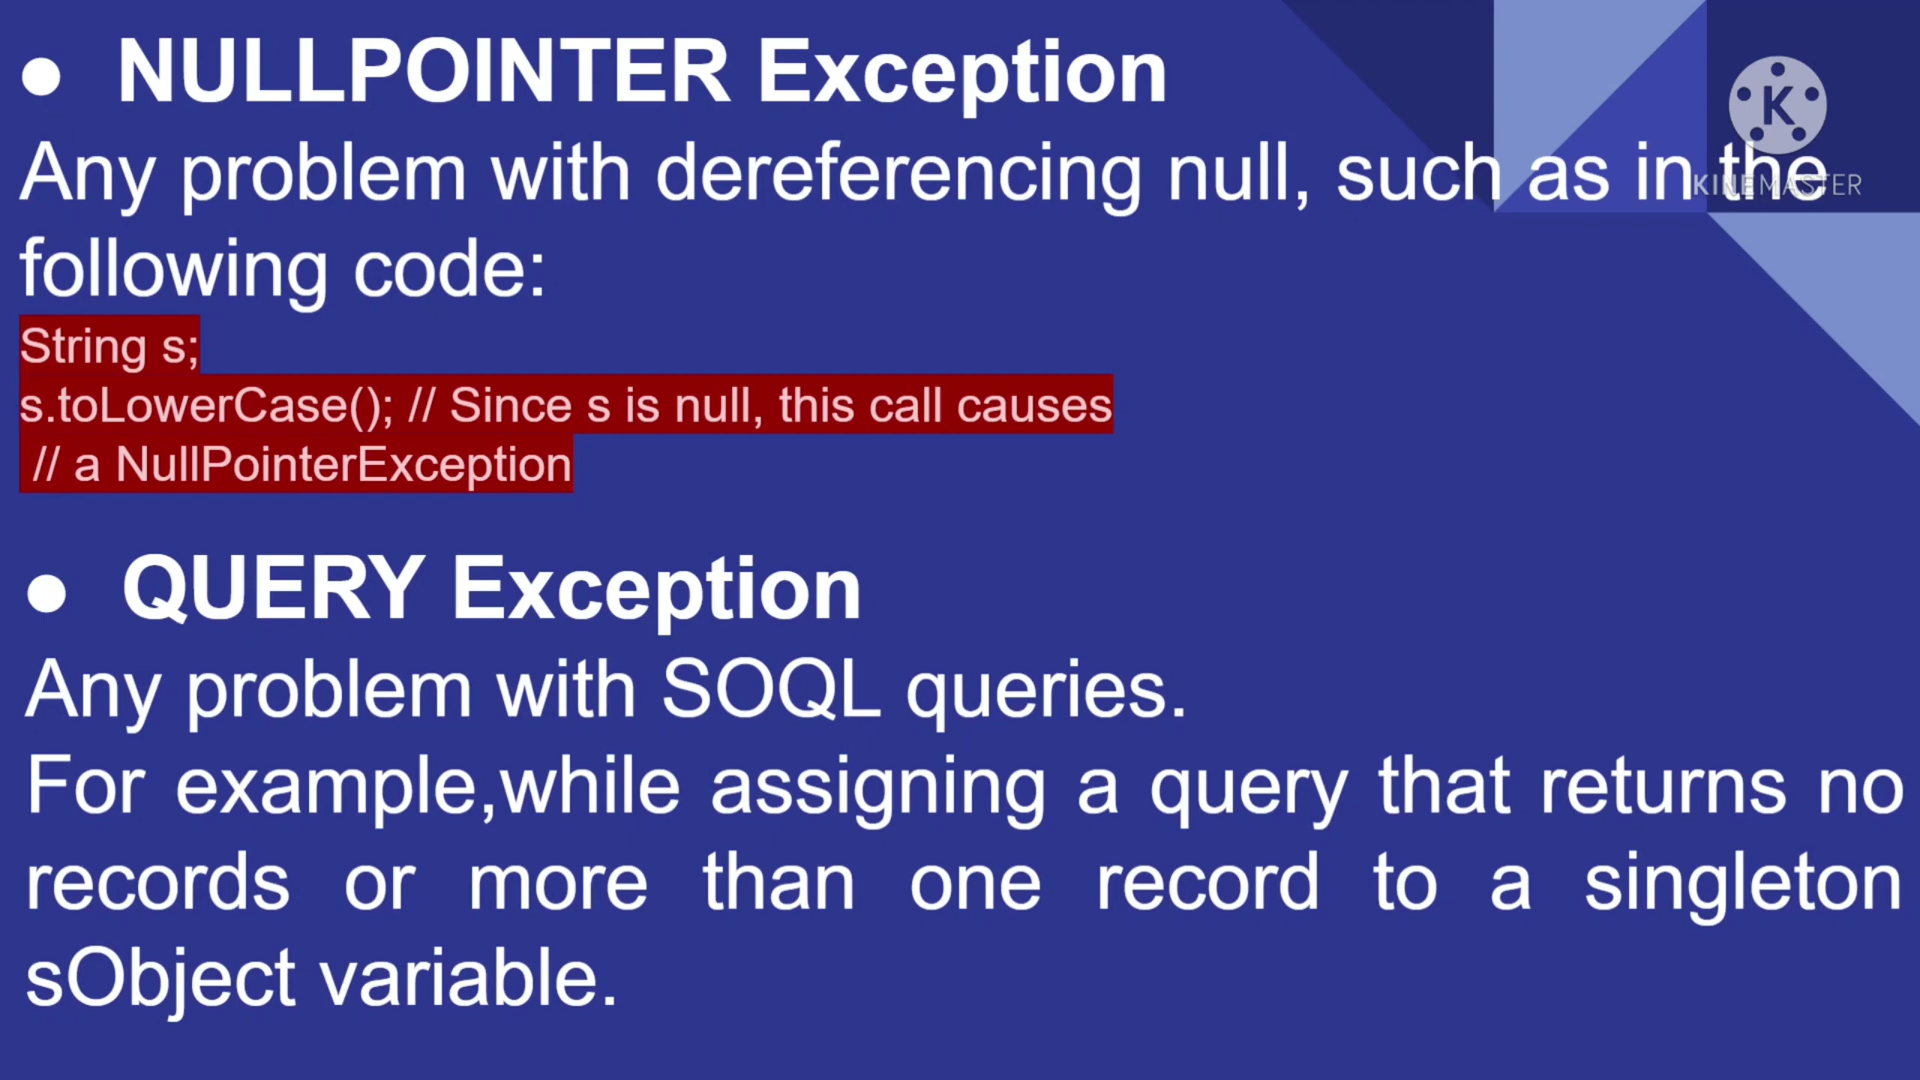 ● NULLPOINTER Exception
K
Any problem with dereferencing null, such as in the
KINEMASTER
following code:
String s;
s.toLowerCase(); // Since s is null, this call causes
// a NullPointerException
● QUERY Exception
Any problem with SOQL queries.
For example,while assigning a query that returns no
records or more than one record to a singleton
sObject variable.